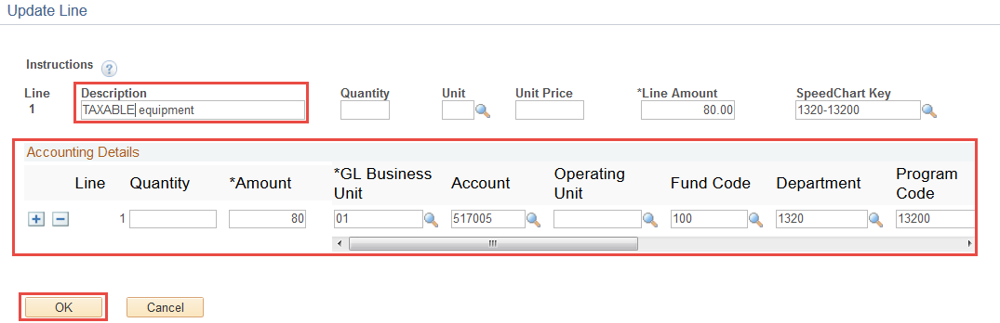 Update Line
Instructions ?
Line Description Quantity Unit Unit Price *Line Amount SpeedChart Key
1 TAXABLE equipment 80.00 1320-13200
Accounting Details
Line Quantity *Amount *GL Business Unit Account Operating Unit Fund Code Department Program Code
+ − 1 80 01 517005 100 1320 13200
OK Cancel